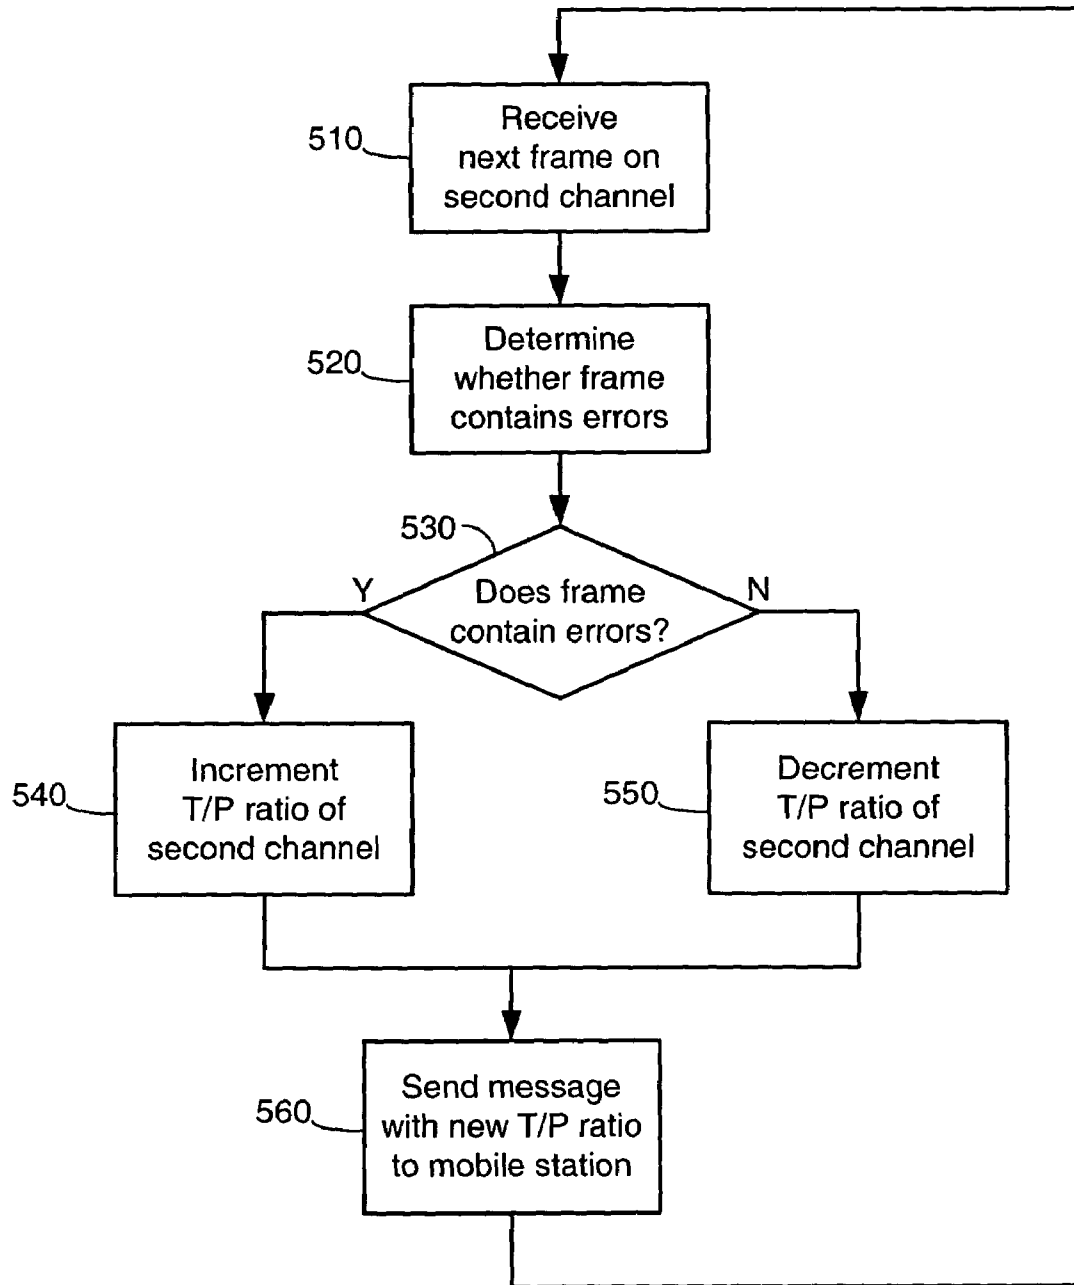 510
Receive
next frame on
second channel
520
Determine
whether frame
contains errors
530
Y
Does frame
contain errors?
N
540
Increment
T/P ratio of
second channel
550
Decrement
T/P ratio of
second channel
560
Send message
with new T/P ratio
to mobile station